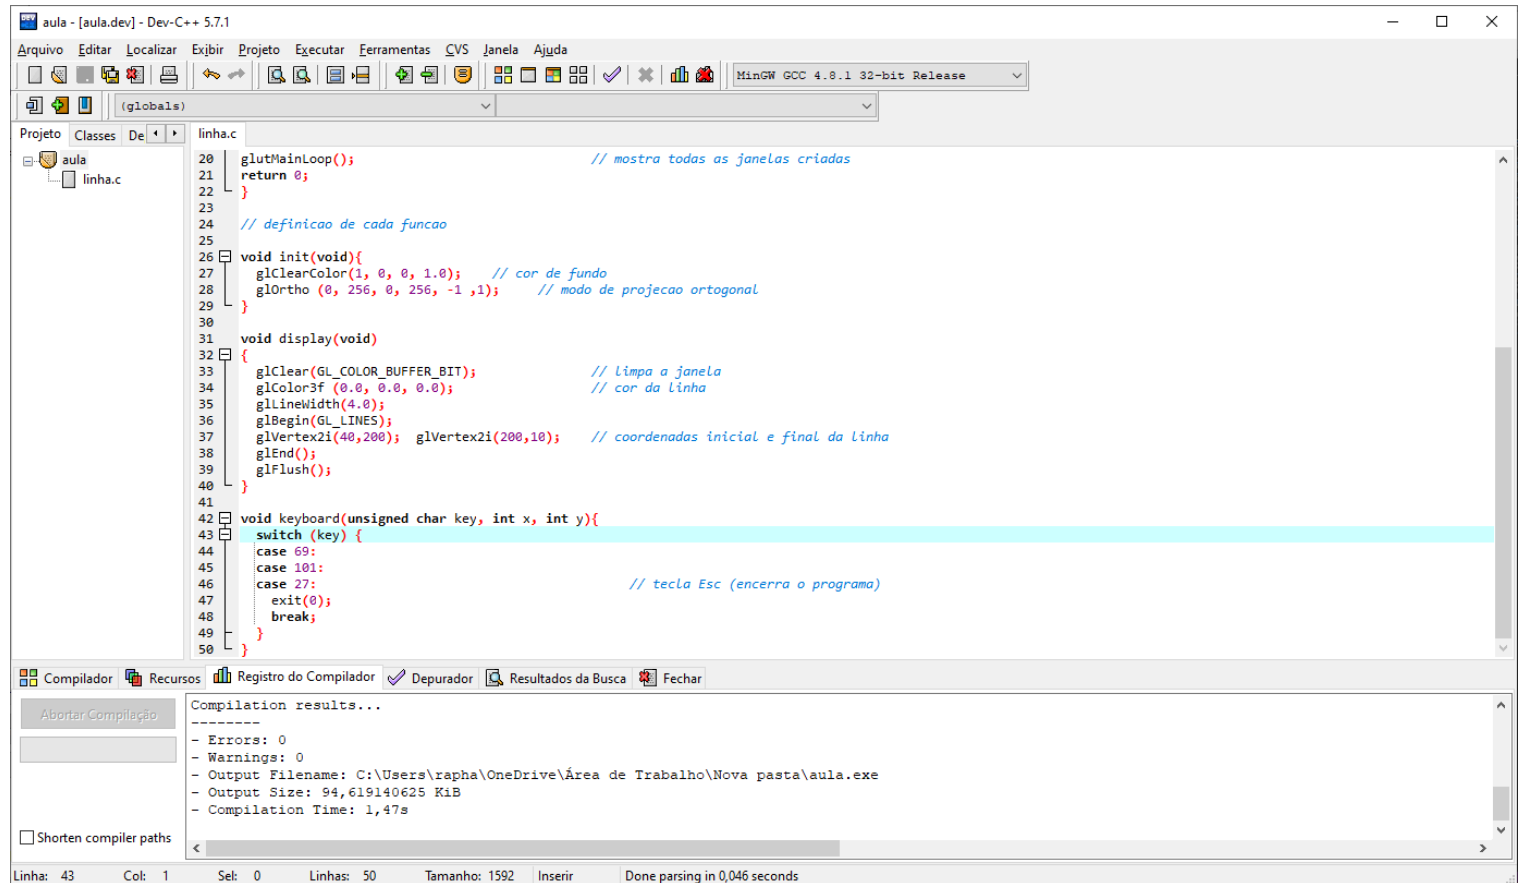 aula - [aula.dev] - Dev-C++ 5.7.1
Arquivo Editar Localizar Exibir Projeto Executar Ferramentas CVS Janela Ajuda
MinGW GCC 4.8.1 32-bit Release
(globals)
Projeto Classes De linha.c
aula
linha.c
20 glutMainLoop(); // mostra todas as janelas criadas
21 return 0;
22 }
23
24 // definicao de cada funcao
25
26 void init(void){
27 glClearColor(1, 0, 0, 1.0); // cor de fundo
28 glOrtho (0, 256, 0, 256, -1 ,1); // modo de projecao ortogonal
29 }
30
31 void display(void)
32 {
33 glClear(GL_COLOR_BUFFER_BIT); // limpa a janela
34 glColor3f (0.0, 0.0, 0.0); // cor da linha
35 glLineWidth(4.0);
36 glBegin(GL_LINES);
37 glVertex2i(40,200); glVertex2i(200,10); // coordenadas inicial e final da linha
38 glEnd();
39 glFlush();
40 }
41
42 void keyboard(unsigned char key, int x, int y){
43 switch (key) {
44 case 69:
45 case 101:
46 case 27: // tecla Esc (encerra o programa)
47 exit(0);
48 break;
49 }
50 }
Compilador Recursos Registro do Compilador Depurador Resultados da Busca Fechar
Abortar Compilação
Compilation results...
--------
- Errors: 0
- Warnings: 0
- Output Filename: C:\Users\rapha\OneDrive\Área de Trabalho\Nova pasta\aula.exe
- Output Size: 94,619140625 KiB
- Compilation Time: 1,47s
Shorten compiler paths
Linha: 43 Col: 1 Sel: 0 Linhas: 50 Tamanho: 1592 Inserir Done parsing in 0,046 seconds